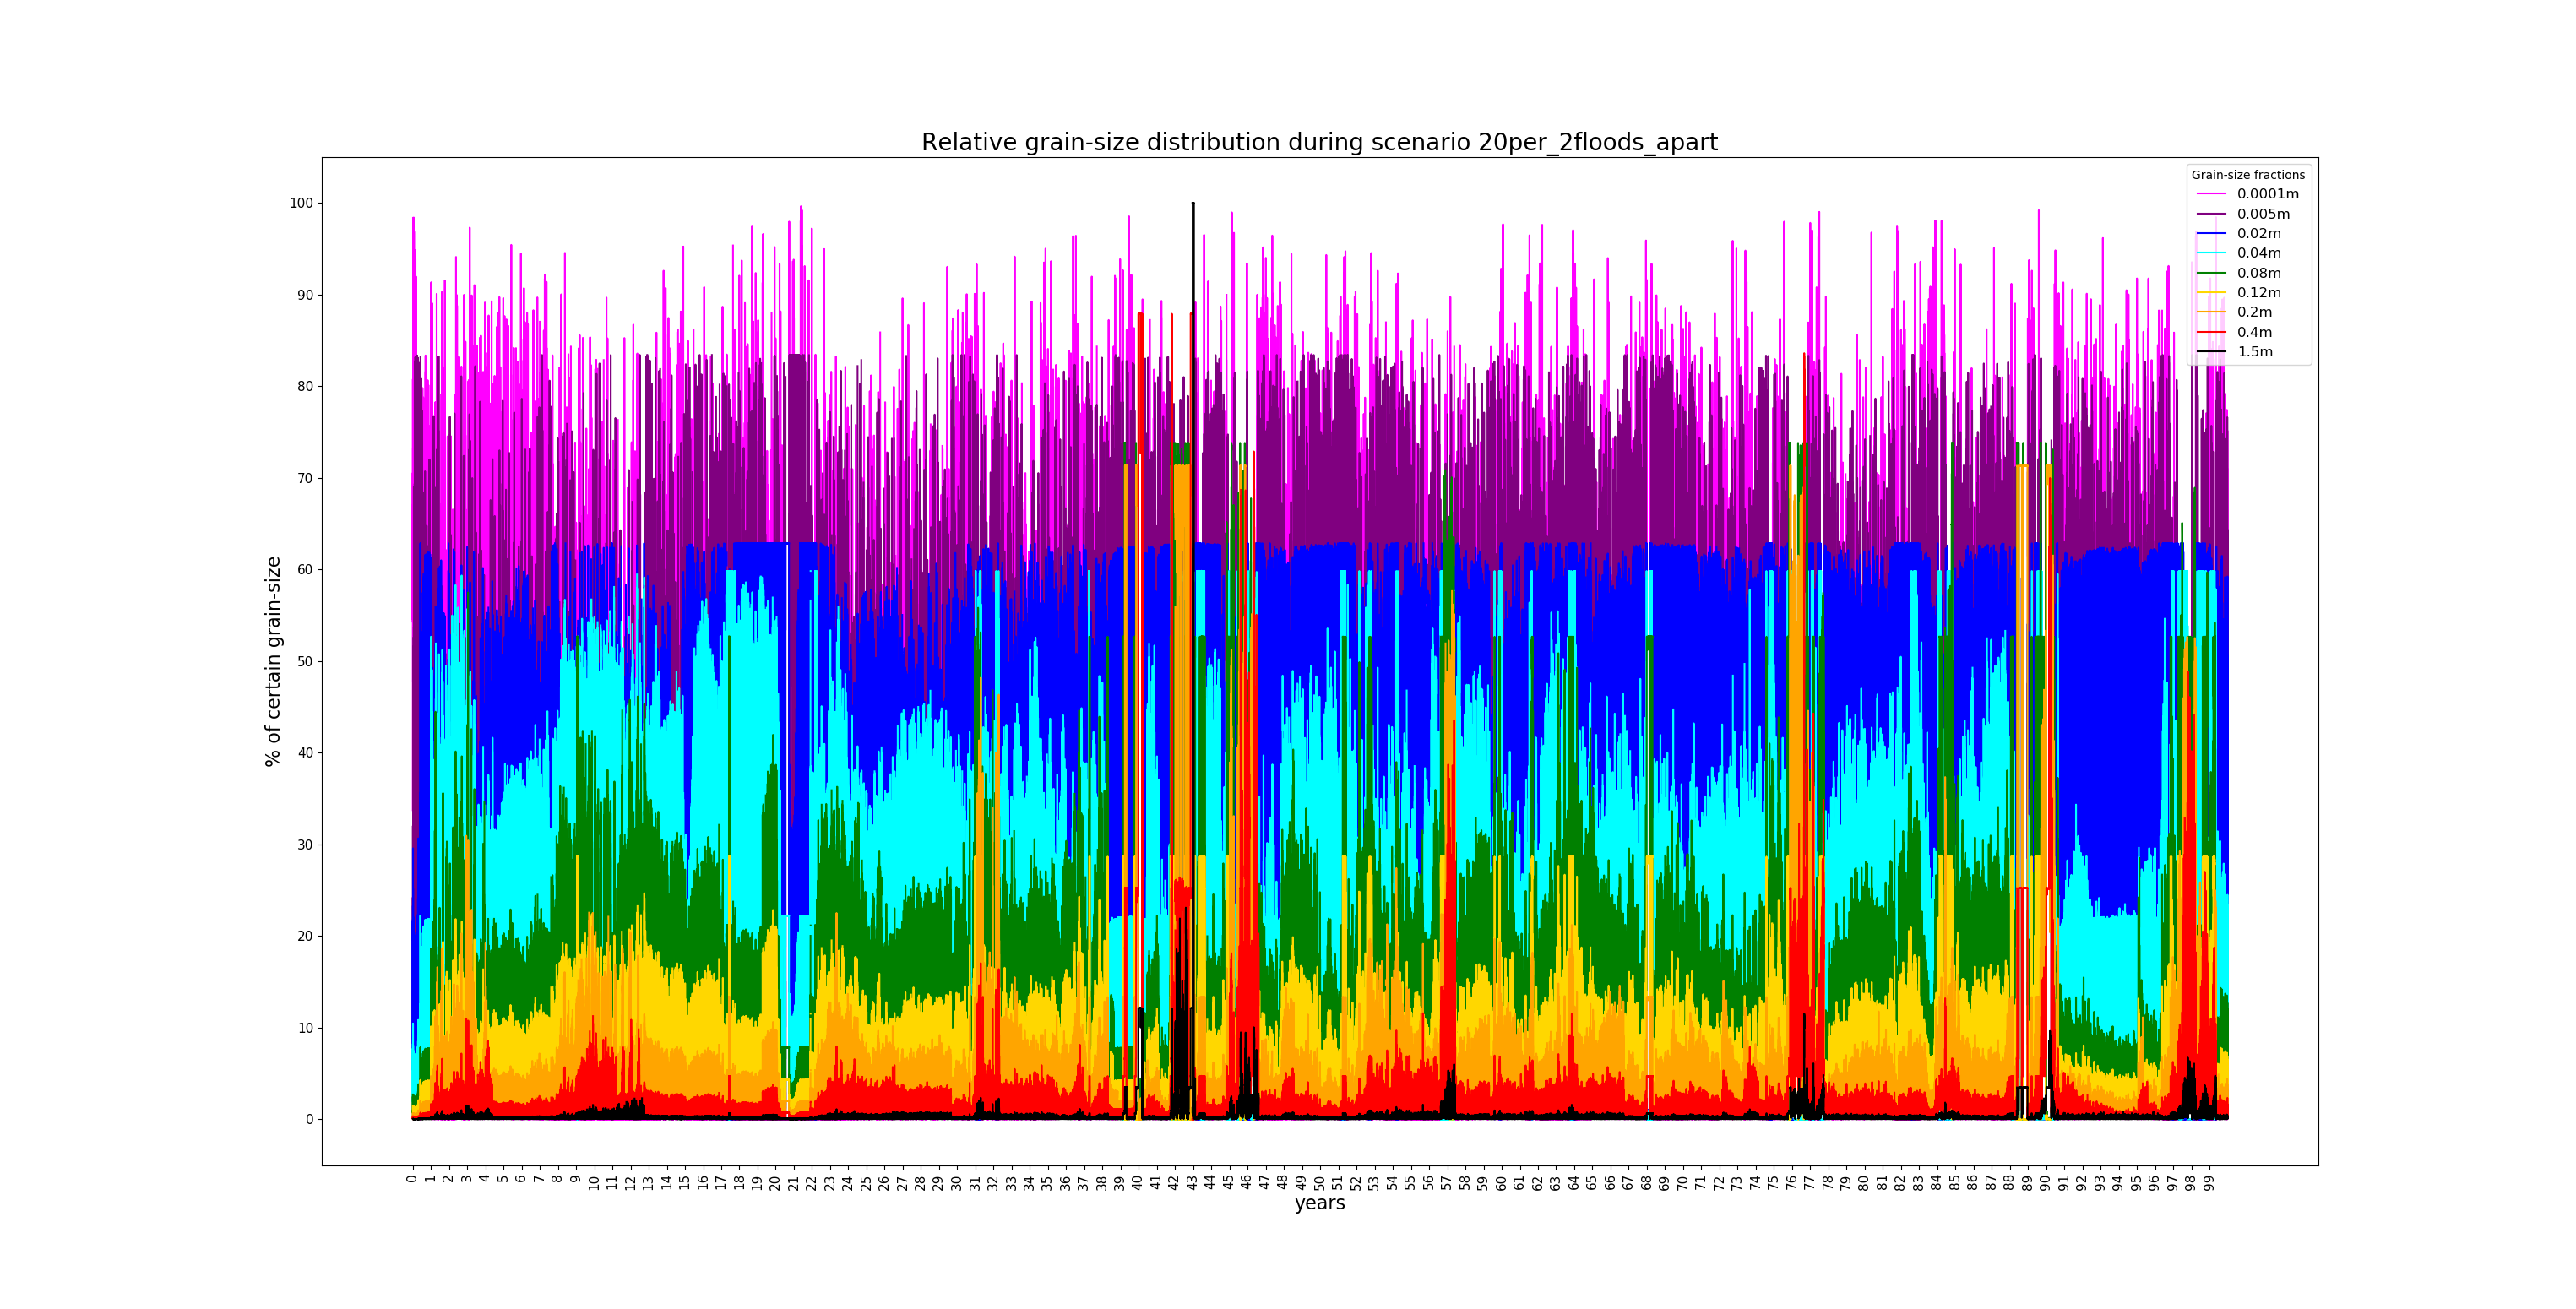 Relative grain-size distribution during scenario 20per_2floods_apart
Grain-size fractions
0.0001m
0.005m
0.02m
0.04m
0.08m
0.12m
0.2m
0.4m
1.5m
% of certain grain-size
100
90
80
70
60
50
40
30
20
10
0
0 1 2 3 4 5 6 7 8 9 10 11 12 13 14 15 16 17 18 19 20 21 22 23 24 25 26 27 28 29 30 31 32 33 34 35 36 37 38 39 40 41 42 43 44 45 46 47 48 49 50 51 52 53 54 55 56 57 58 59 60 61 62 63 64 65 66 67 68 69 70 71 72 73 74 75 76 77 78 79 80 81 82 83 84 85 86 87 88 89 90 91 92 93 94 95 96 97 98 99
years